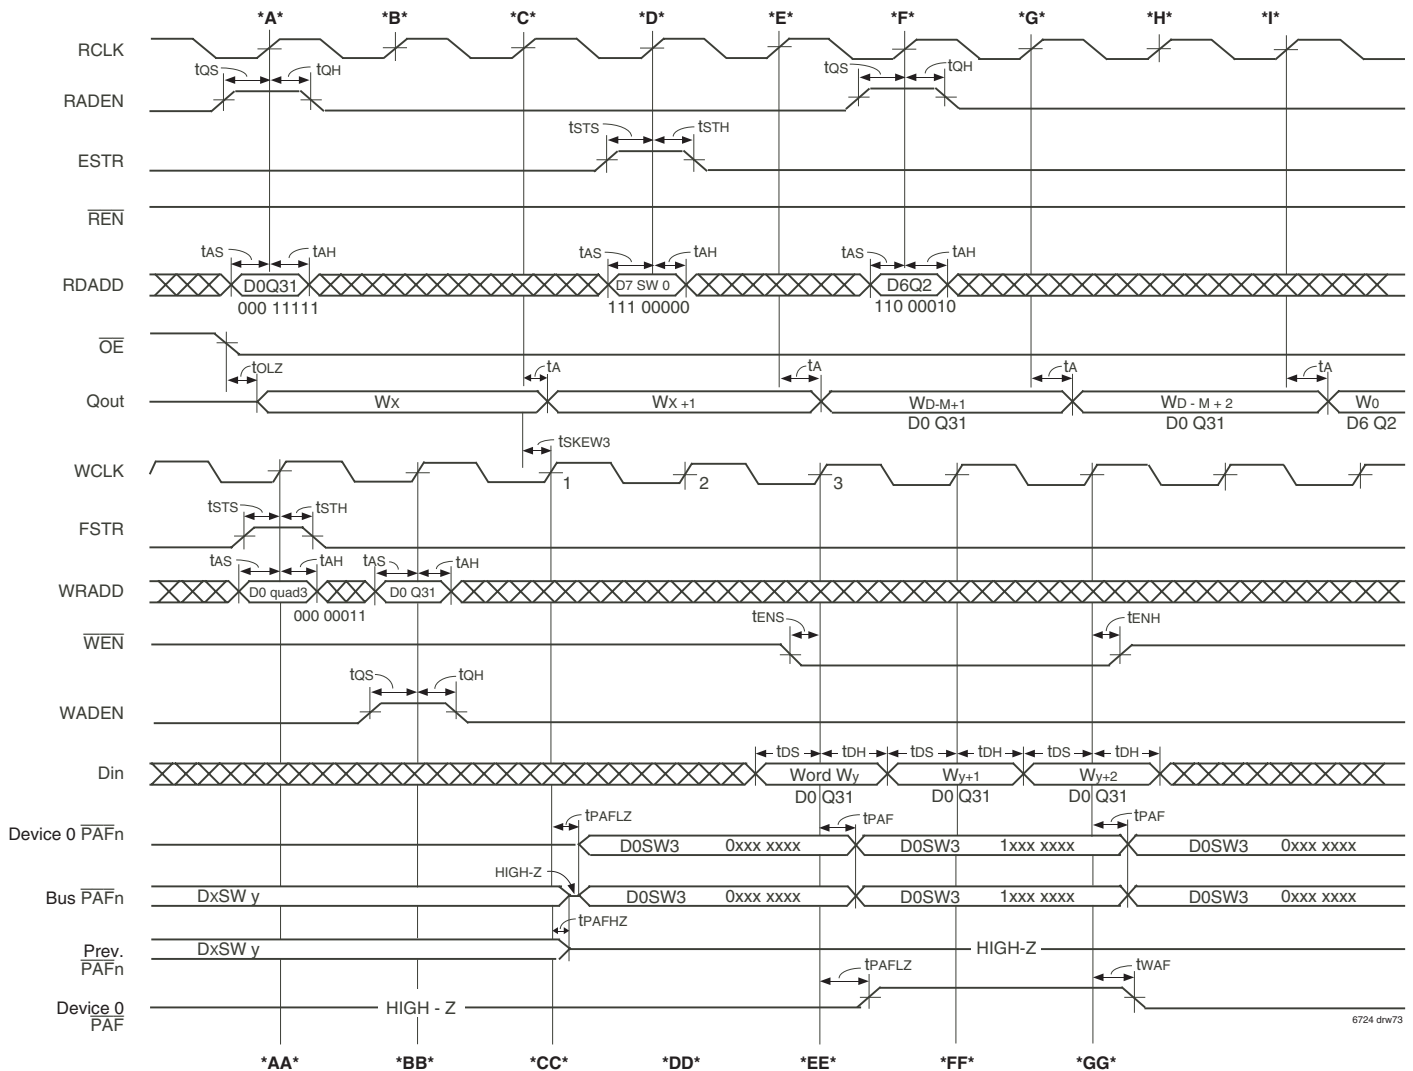 *A* *B* *C* *D* *E* *F* *G* *H* *I*
RCLK
tQS tQH tQS tQH
RADEN
tSTS tSTH
ESTR
REN
tAS tAH tAS tAH tAS tAH
RDADD D0Q31 D7 SW 0 D6Q2
000 11111 111 00000 110 00010
OE
tOLZ tA tA tA tA
Qout WX WX +1 WD-M+1 WD - M + 2 W0
D0 Q31 D0 Q31 D6 Q2
tSKEW3
WCLK 1 2 3
tSTS tSTH
FSTR
tAS tAH tAS tAH
WRADD D0 quad3 D0 Q31
000 00011
tENS tENH
WEN
tQS tQH
WADEN
tDS tDH tDS tDH tDS tDH
Din Word Wy Wy+1 Wy+2
D0 Q31 D0 Q31 D0 Q31
tPAFLZ tPAF tPAF
Device 0 PAFn D0SW3 0xxx xxxx D0SW3 1xxx xxxx D0SW3 0xxx xxxx
HIGH-Z
Bus PAFn DxSW y D0SW3 0xxx xxxx D0SW3 1xxx xxxx D0SW3 0xxx xxxx
tPAFHZ
Prev. DxSW y HIGH-Z
PAFn
tPAFLZ tWAF
Device 0 HIGH - Z
PAF
6724 drw73
*AA* *BB* *CC* *DD* *EE* *FF* *GG*